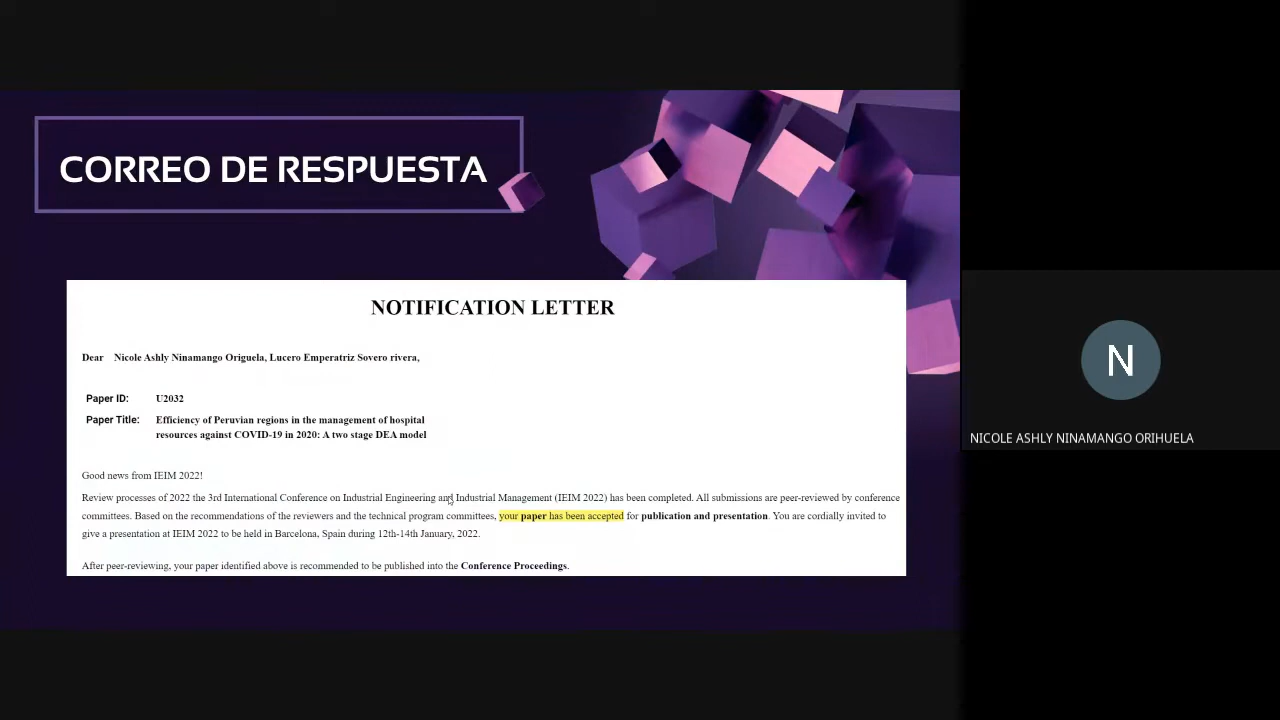 CORREO DE RESPUESTA
NOTIFICATION LETTER
Dear Nicole Ashly Ninamango Origuela, Lucero Emperatriz Sovero rivera,
Paper ID: U2032
Paper Title: Efficiency of Peruvian regions in the management of hospital
resources against COVID-19 in 2020: A two stage DEA model
Good news from IEIM 2022!
Review processes of 2022 the 3rd International Conference on Industrial Engineering and Industrial Management (IEIM 2022) has been completed. All submissions are peer-reviewed by conference
committees. Based on the recommendations of the reviewers and the technical program committees, your paper has been accepted for publication and presentation. You are cordially invited to
give a presentation at IEIM 2022 to be held in Barcelona, Spain during 12th-14th January, 2022.
After peer-reviewing, your paper identified above is recommended to be published into the Conference Proceedings.
N
NICOLE ASHLY NINAMANGO ORIHUELA